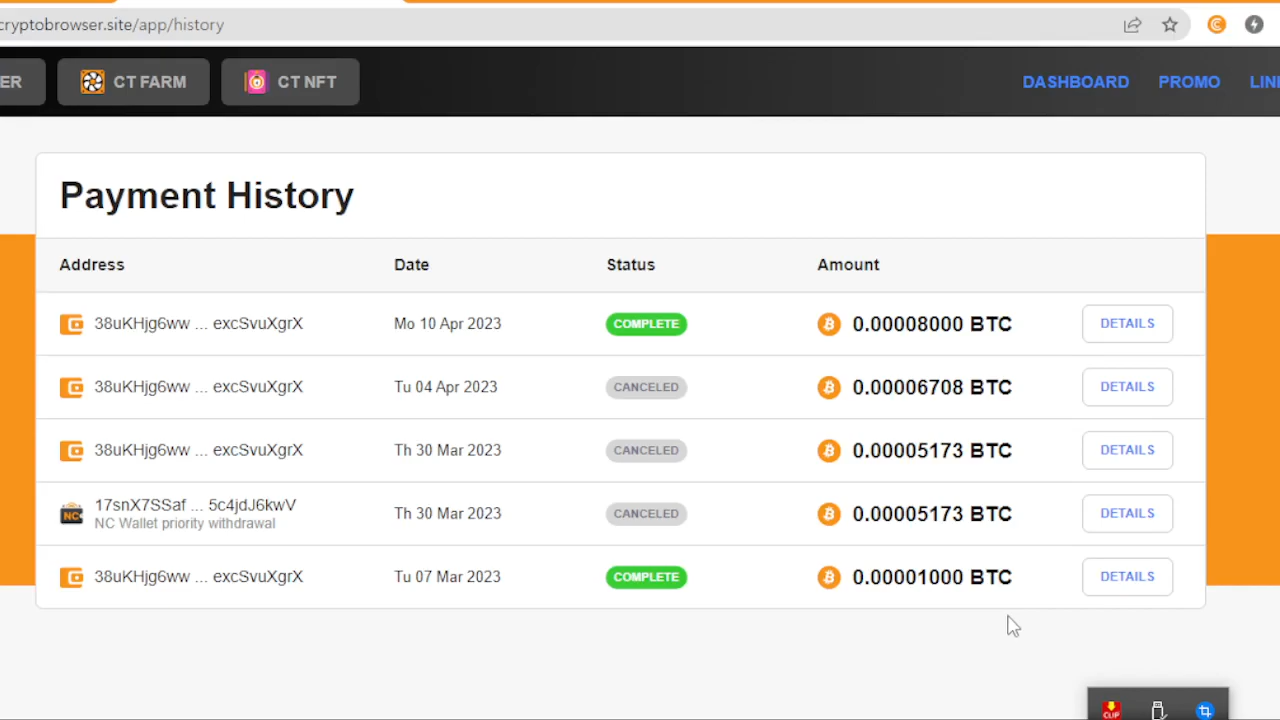 cryptobrowser.site/app/history
ER CT FARM CT NFT DASHBOARD PROMO LIN
Payment History
Address Date Status Amount
38uKHjg6ww ... excSvuXgrX Mo 10 Apr 2023 COMPLETE 0.00008000 BTC DETAILS
38uKHjg6ww ... excSvuXgrX Tu 04 Apr 2023 CANCELED 0.00006708 BTC DETAILS
38uKHjg6ww ... excSvuXgrX Th 30 Mar 2023 CANCELED 0.00005173 BTC DETAILS
NC 17snX7SSaf ... 5c4jdJ6kwV Th 30 Mar 2023 CANCELED 0.00005173 BTC DETAILS
NC Wallet priority withdrawal
38uKHjg6ww ... excSvuXgrX Tu 07 Mar 2023 COMPLETE 0.00001000 BTC DETAILS
CLIP